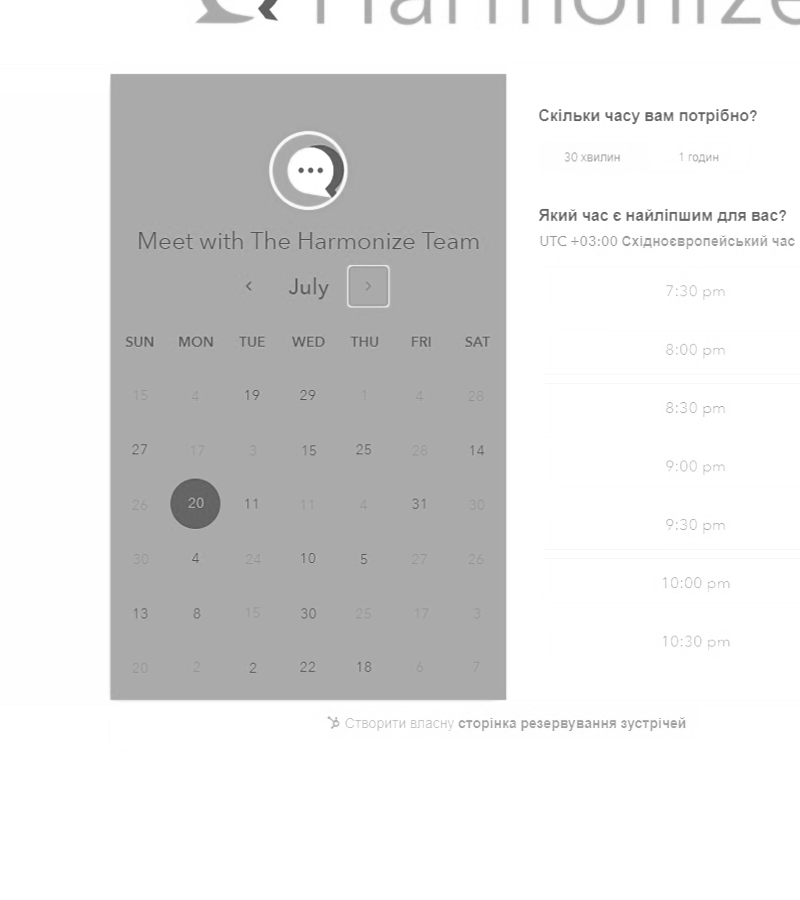 Harmonize
Meet with The Harmonize Team
July
SUN MON TUE WED THU FRI SAT
15 4 19 29 1 4 28
27 17 3 15 25 28 14
26 20 11 11 4 31 30
30 4 24 10 5 27 26
13 8 15 30 25 17 3
20 2 2 22 18 6 7
Скільки часу вам потрібно?
30 хвилин 1 годин
Який час є найліпшим для вас?
UTC +03:00 Східноєвропейський час
7:30 pm
8:00 pm
8:30 pm
9:00 pm
9:30 pm
10:00 pm
10:30 pm
Створити власну сторінка резервування зустрічей